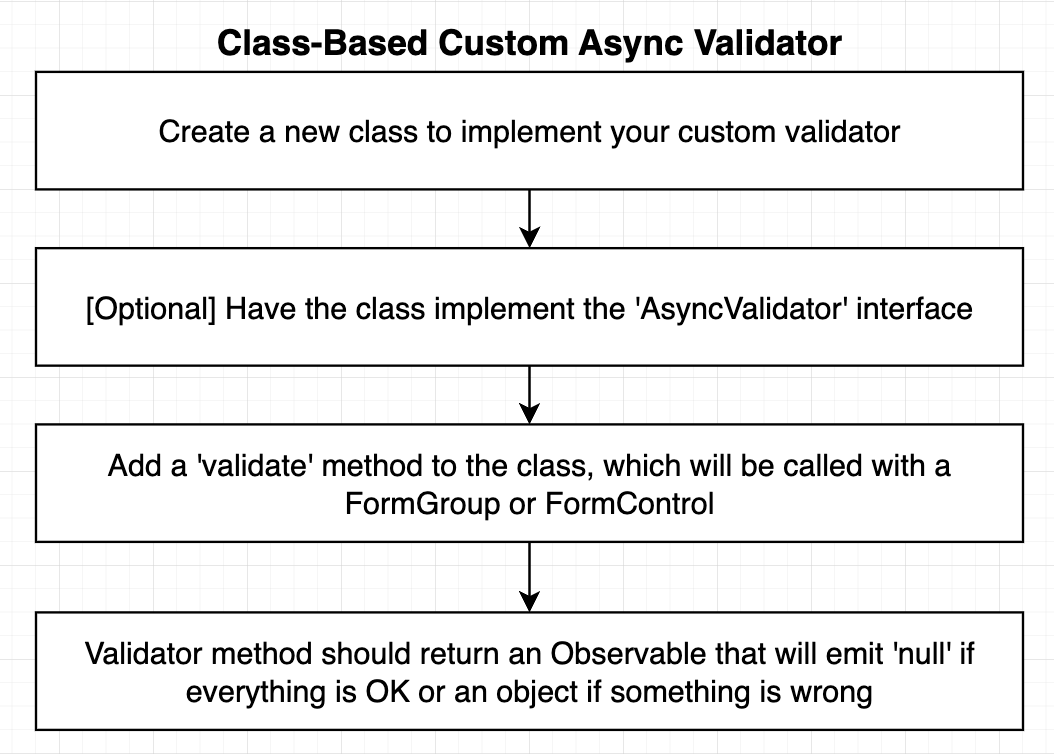 Class-Based Custom Async Validator
Create a new class to implement your custom validator
[Optional] Have the class implement the 'AsyncValidator' interface
Add a 'validate' method to the class, which will be called with a
FormGroup or FormControl
Validator method should return an Observable that will emit 'null' if
everything is OK or an object if something is wrong